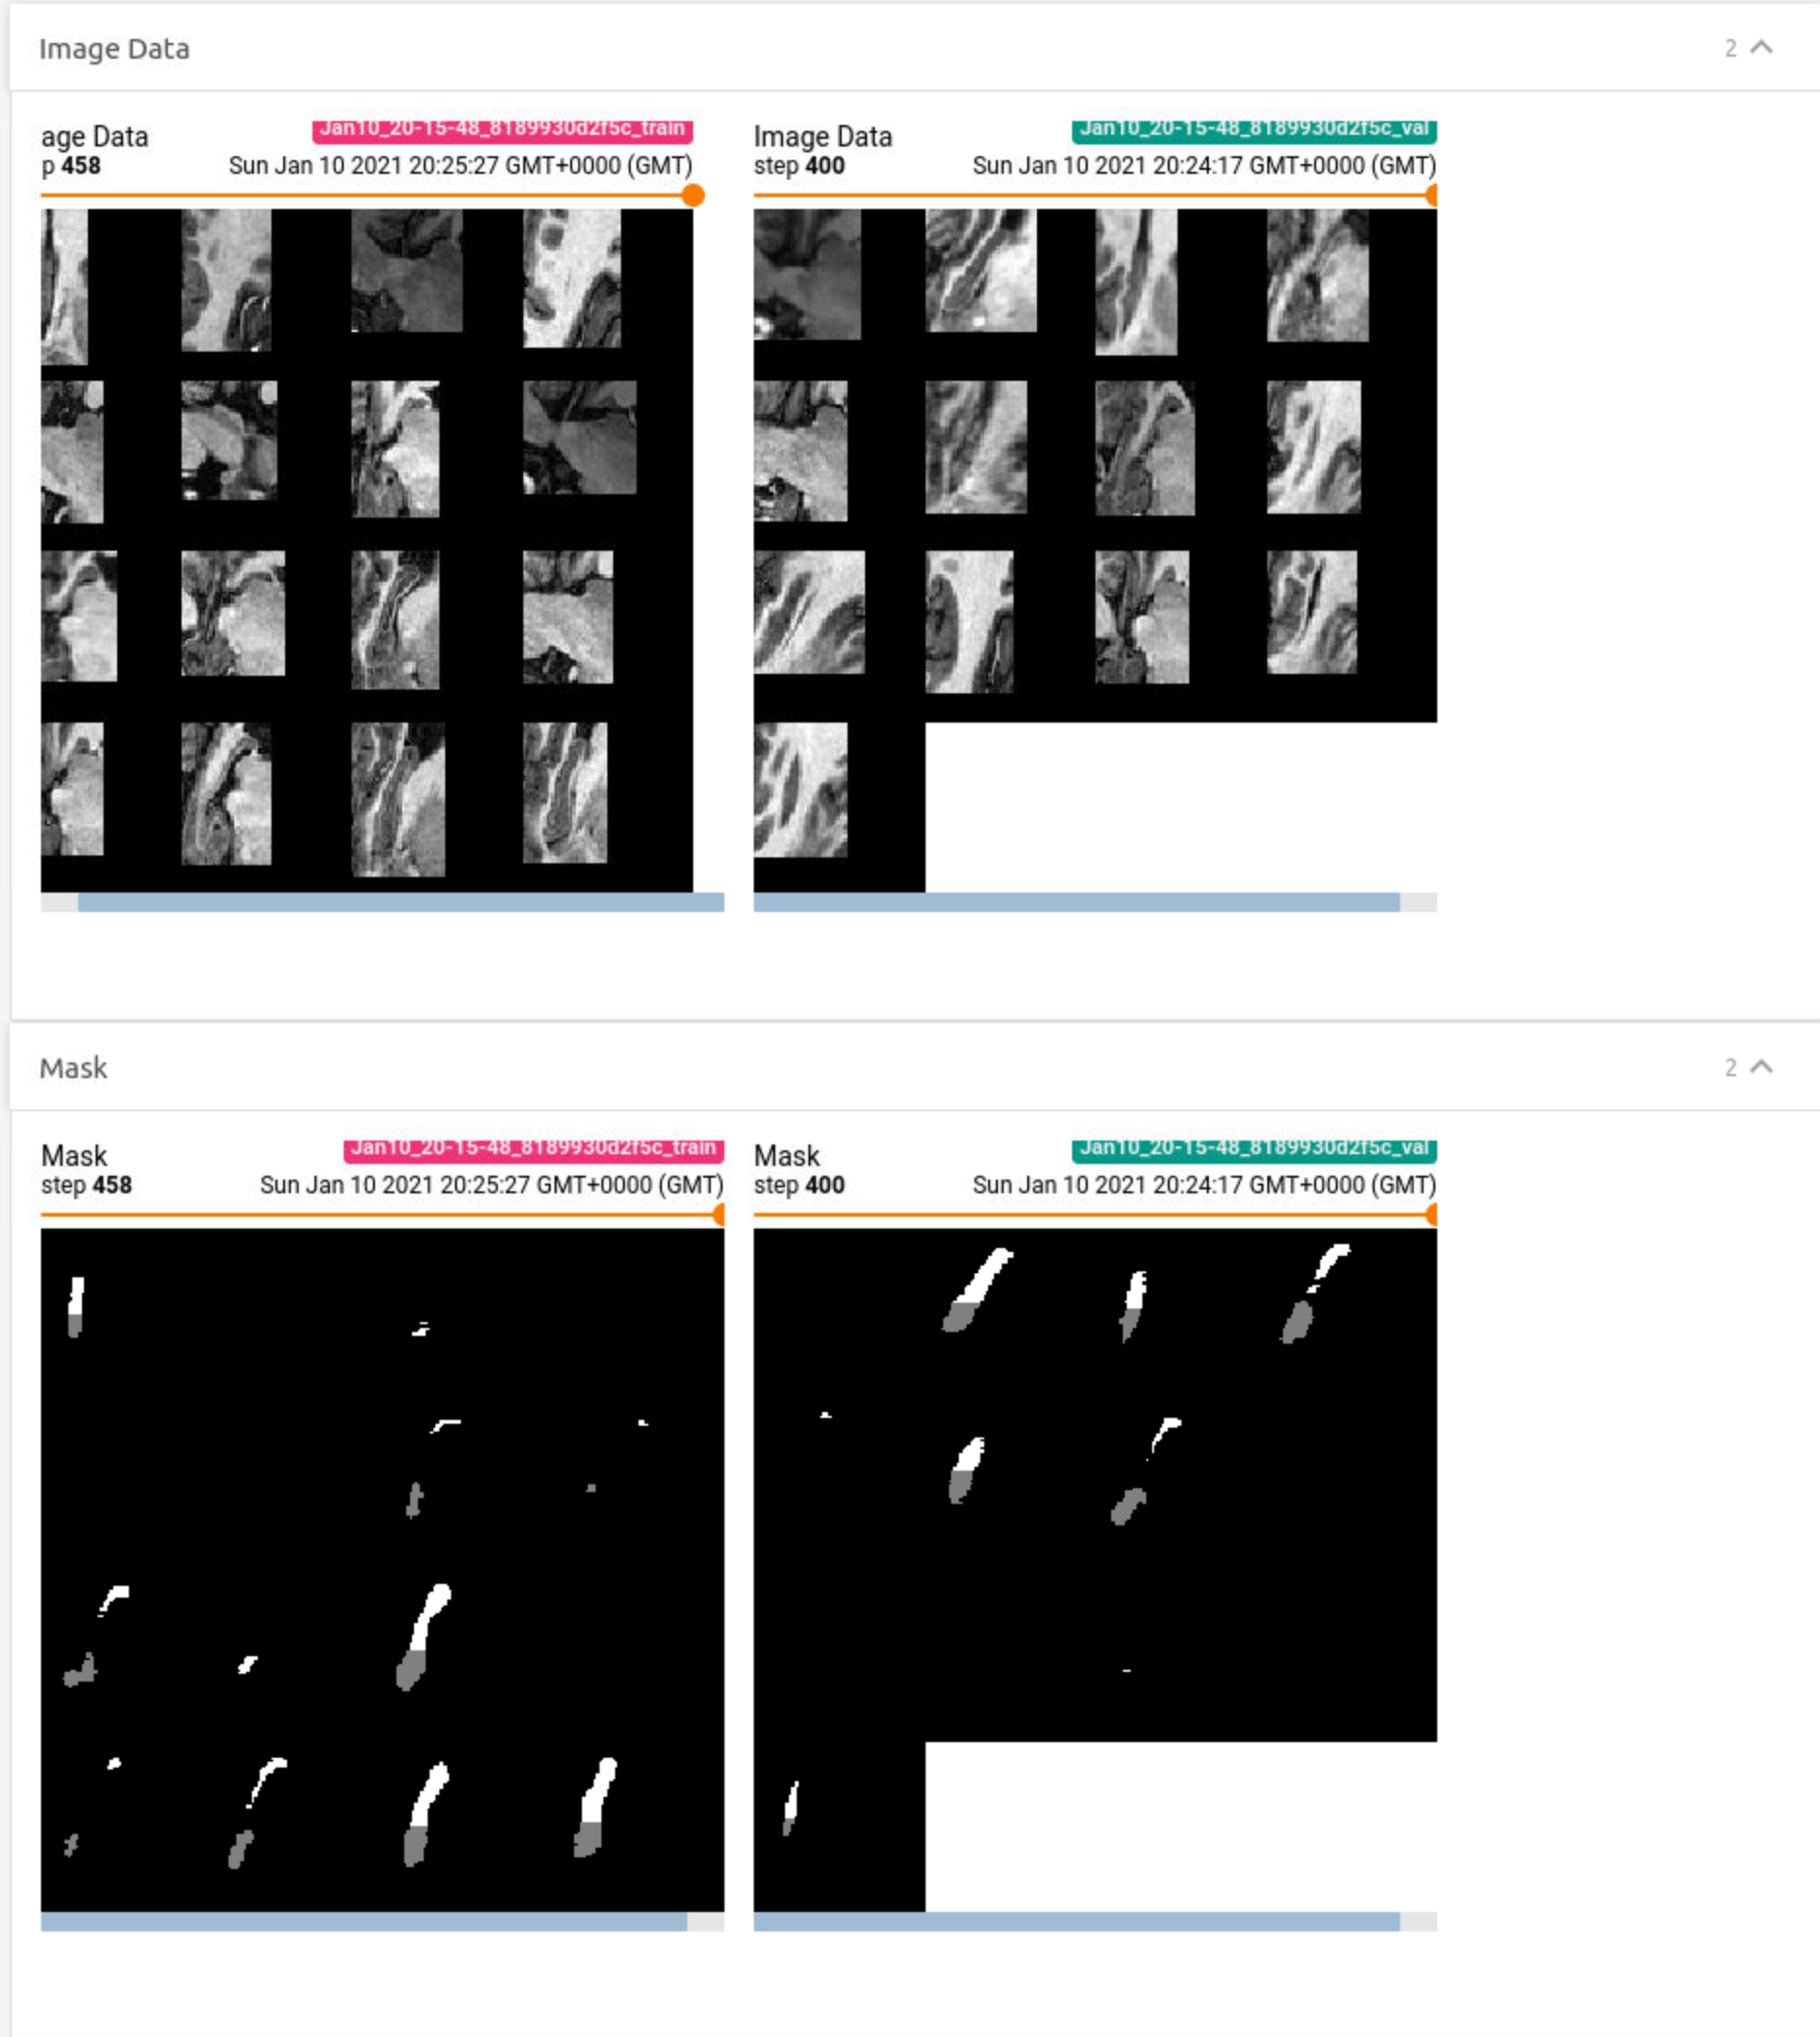 Image Data
2
age Data
Jan10_20-15-48_8189930d2f5c_train
p 458
Sun Jan 10 2021 20:25:27 GMT+0000 (GMT)
Image Data
Jan10_20-15-48_8189930d2f5c_val
step 400
Sun Jan 10 2021 20:24:17 GMT+0000 (GMT)
Mask
2
Mask
Jan10_20-15-48_8189930d2f5c_train
step 458
Sun Jan 10 2021 20:25:27 GMT+0000 (GMT)
Mask
Jan10_20-15-48_8189930d2f5c_val
step 400
Sun Jan 10 2021 20:24:17 GMT+0000 (GMT)